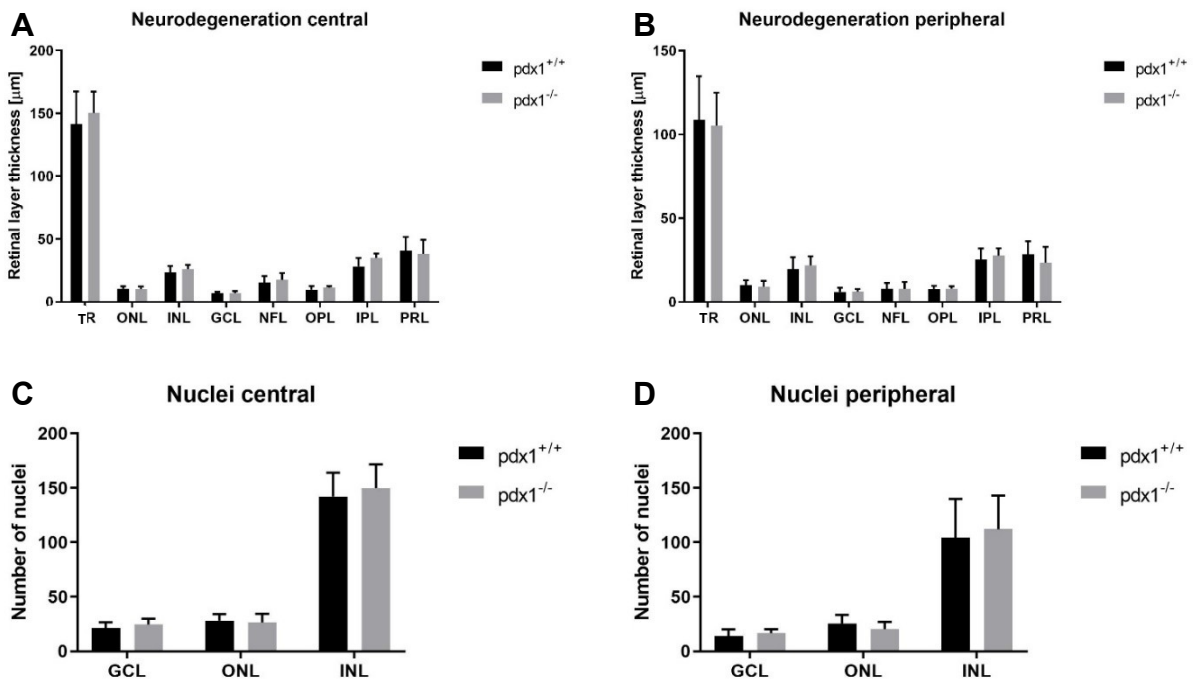 A
Neurodegeneration central
Retinal layer thickness [μm]
200
150
100
50
0
TR ONL INL GCL NFL OPL IPL PRL
pdx1+/+
pdx1-/-
B
Neurodegeneration peripheral
Retinal layer thickness [μm]
150
100
50
0
TR ONL INL GCL NFL OPL IPL PRL
pdx1+/+
pdx1-/-
C
Nuclei central
Number of nuclei
200
150
100
50
0
GCL ONL INL
pdx1+/+
pdx1-/-
D
Nuclei peripheral
Number of nuclei
200
150
100
50
0
GCL ONL INL
pdx1+/+
pdx1-/-